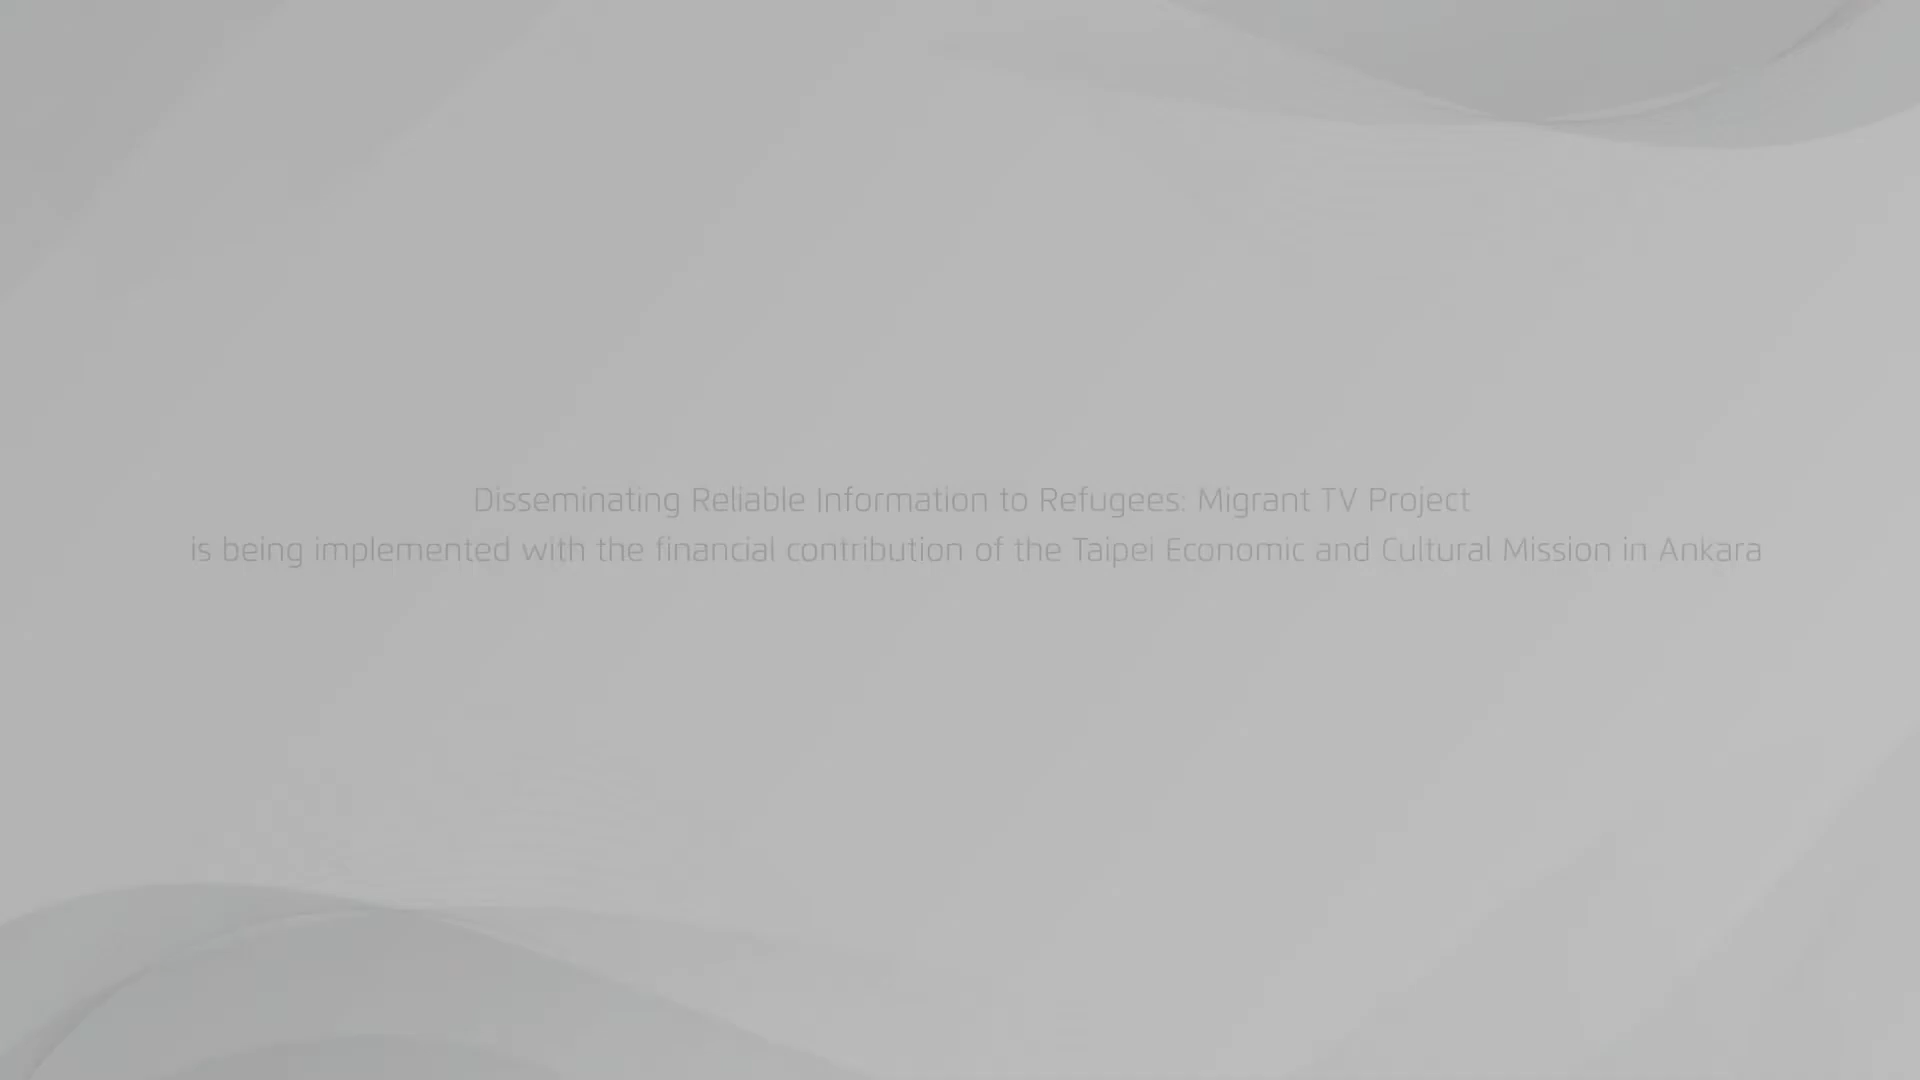 Disseminating Reliable Information to Refugees: Migrant TV Project
is being implemented with the financial contribution of the Taipei Economic and Cultural Mission in Ankara